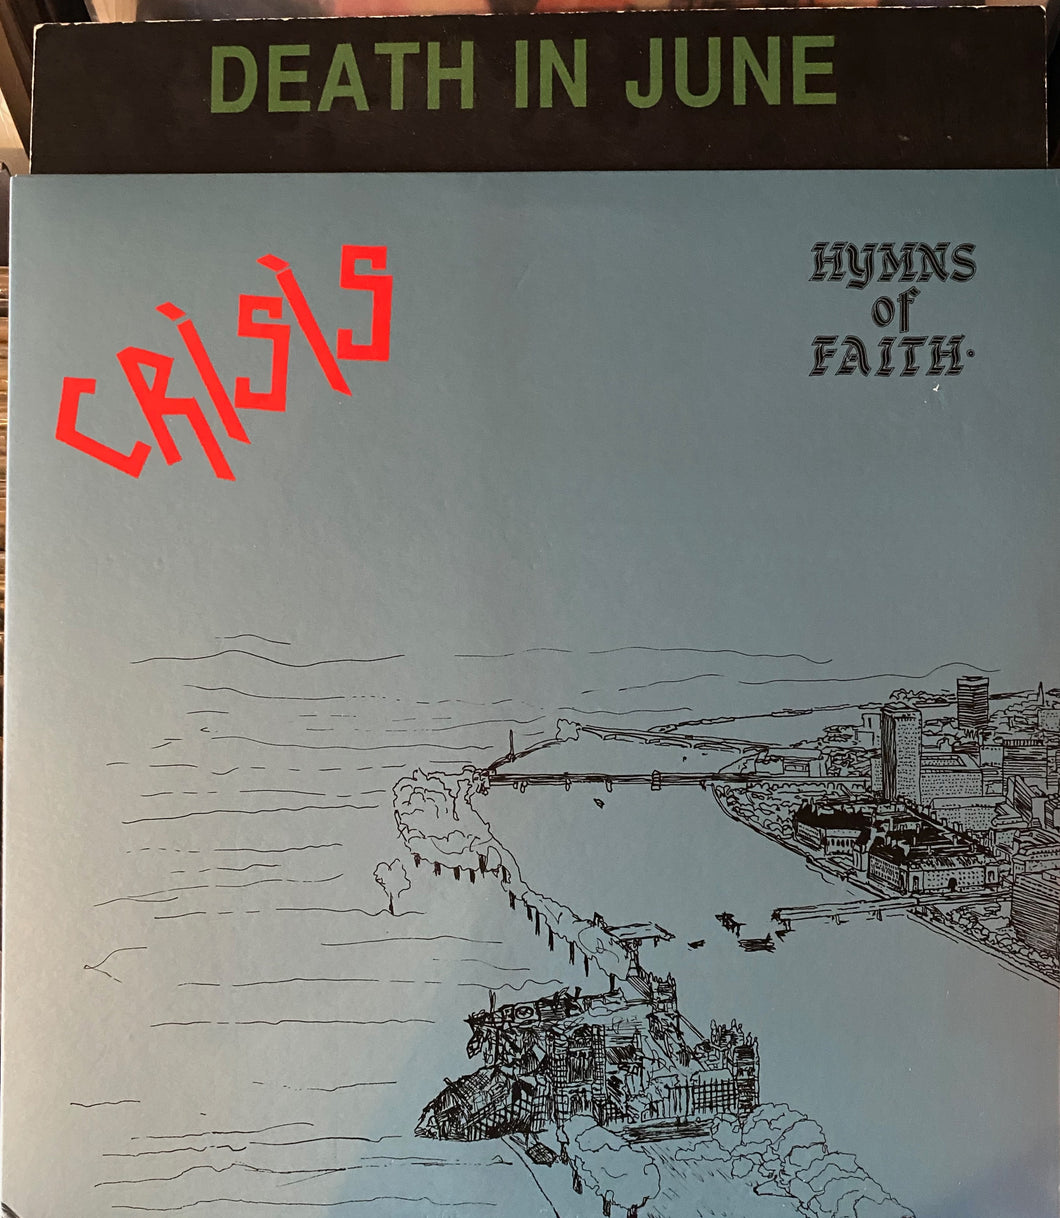 DEATH IN JUNE
CRISIS
HYMNS
of
FAITH.